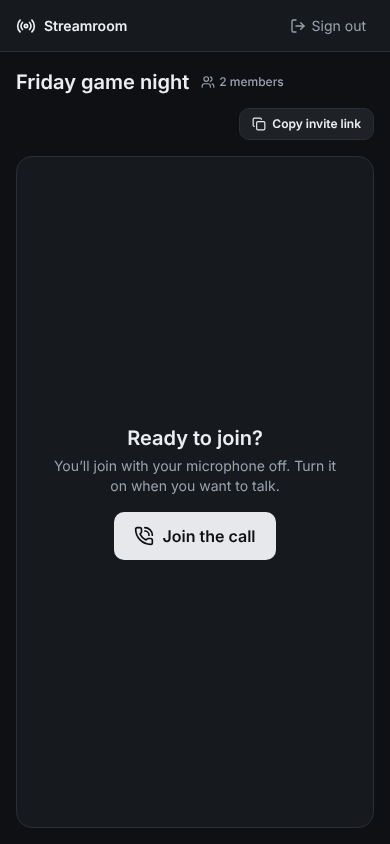 Streamroom
Sign out
Friday game night
2 members
Copy invite link
Ready to join?
You’ll join with your microphone off. Turn it
on when you want to talk.
Join the call